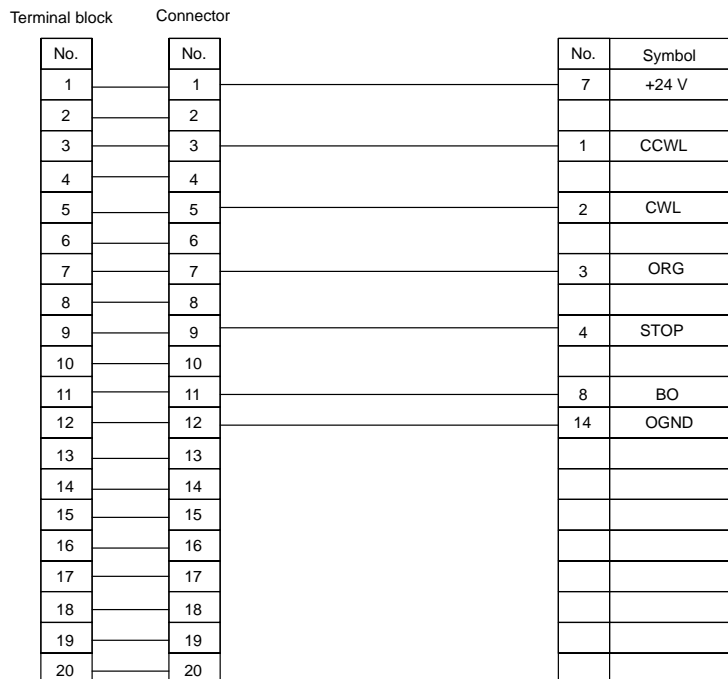 Terminal block Connector
No. No. No. Symbol
1 1 7 +24 V
2 2
3 3 1 CCWL
4 4
5 5 2 CWL
6 6
7 7 3 ORG
8 8
9 9 4 STOP
10 10
11 11 8 BO
12 12 14 OGND
13 13
14 14
15 15
16 16
17 17
18 18
19 19
20 20